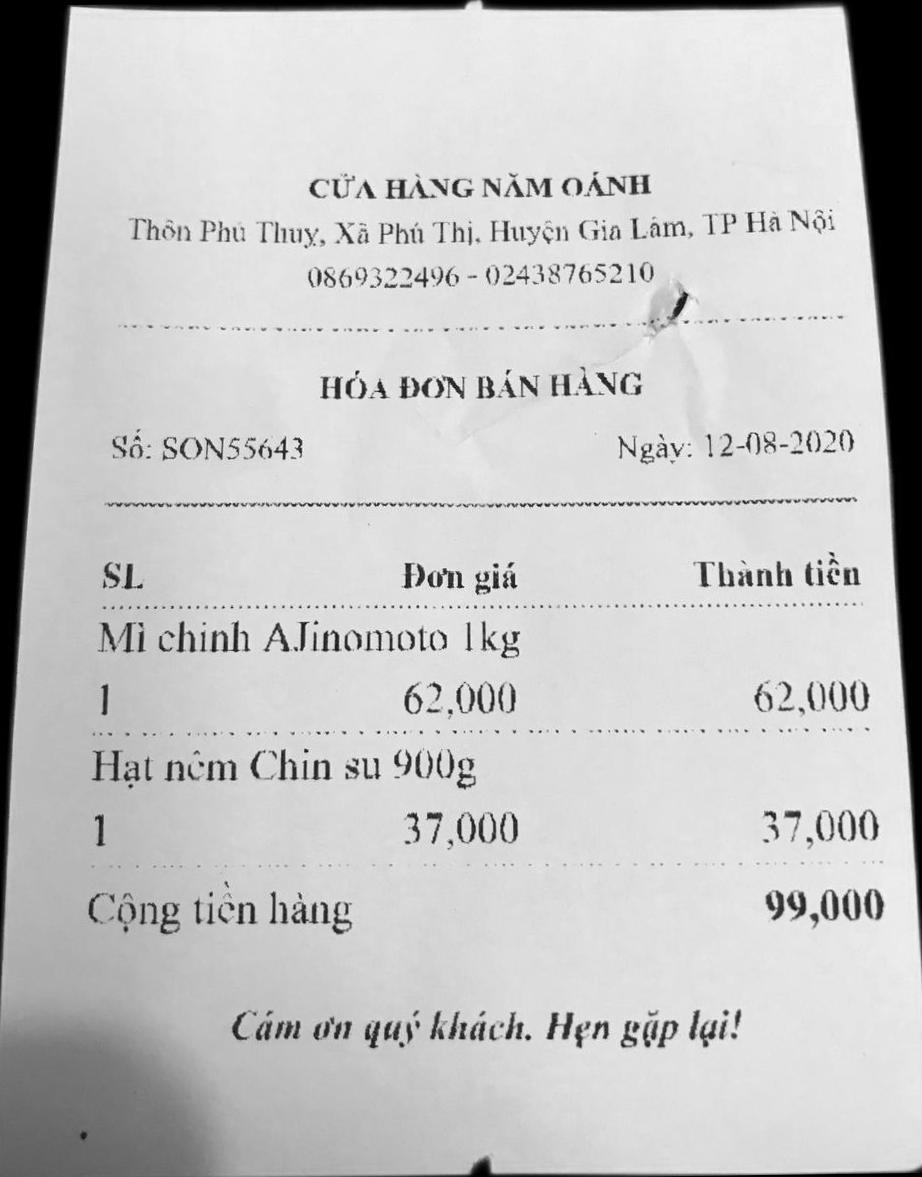 CỬA HÀNG NĂM OÁNH
Thôn Phú Thuỵ, Xã Phú Thị, Huyện Gia Lâm, TP Hà Nội
0869322496 - 02438765210
HÓA ĐƠN BÁN HÀNG
Số: SON55643 Ngày: 12-08-2020
SL Đơn giá Thành tiền
Mì chinh AJinomoto 1kg
1 62,000 62,000
Hạt nêm Chin su 900g
1 37,000 37,000
Cộng tiền hàng 99,000
Cám ơn quý khách. Hẹn gặp lại!